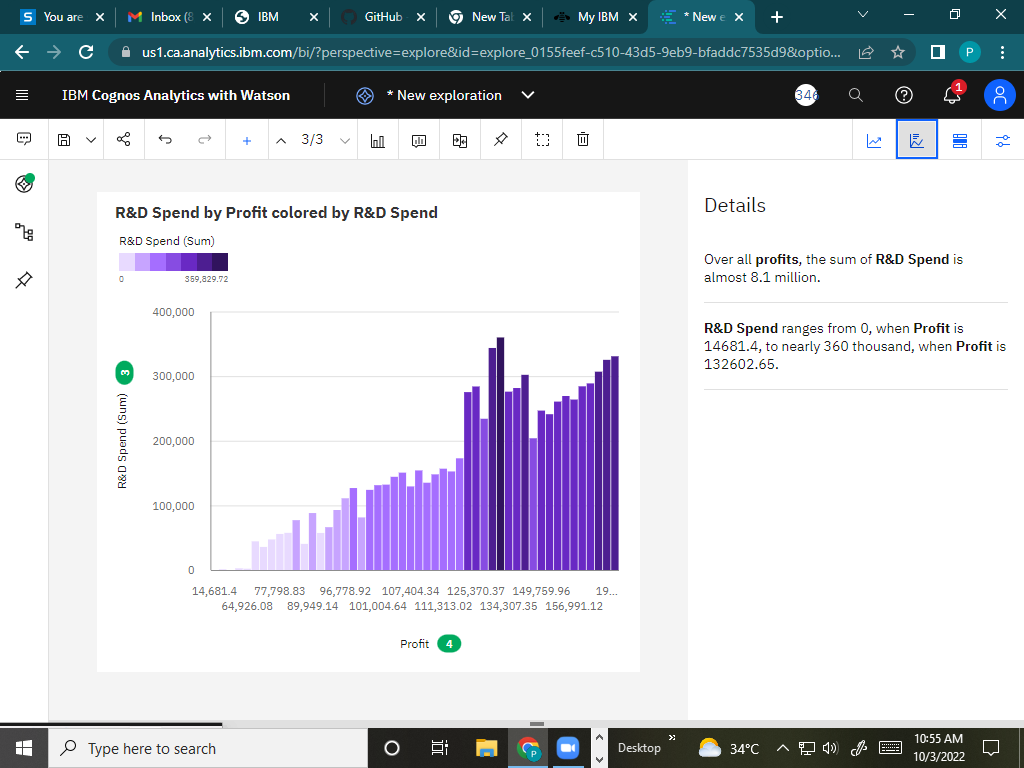 You are
Inbox (8
IBM
GitHub
New Tab
My IBM
* New e
us1.ca.analytics.ibm.com/bi/?perspective=explore&id=explore_0155feef-c510-43d5-9eb9-bfaddc7535d9&optio...
P
IBM Cognos Analytics with Watson
* New exploration
346
1
3/3
R&D Spend by Profit colored by R&D Spend
R&D Spend (Sum)
0
359,829.72
400,000
300,000
200,000
100,000
0
R&D Spend (Sum)
3
14,681.4
77,798.83
96,778.92
107,404.34
125,370.37
149,759.96
19...
64,926.08
89,949.14
101,004.64
111,313.02
134,307.35
156,991.12
Profit
4
Details
Over all profits, the sum of R&D Spend is
almost 8.1 million.
R&D Spend ranges from 0, when Profit is
14681.4, to nearly 360 thousand, when Profit is
132602.65.
Type here to search
P
Desktop
34°C
10:55 AM
10/3/2022